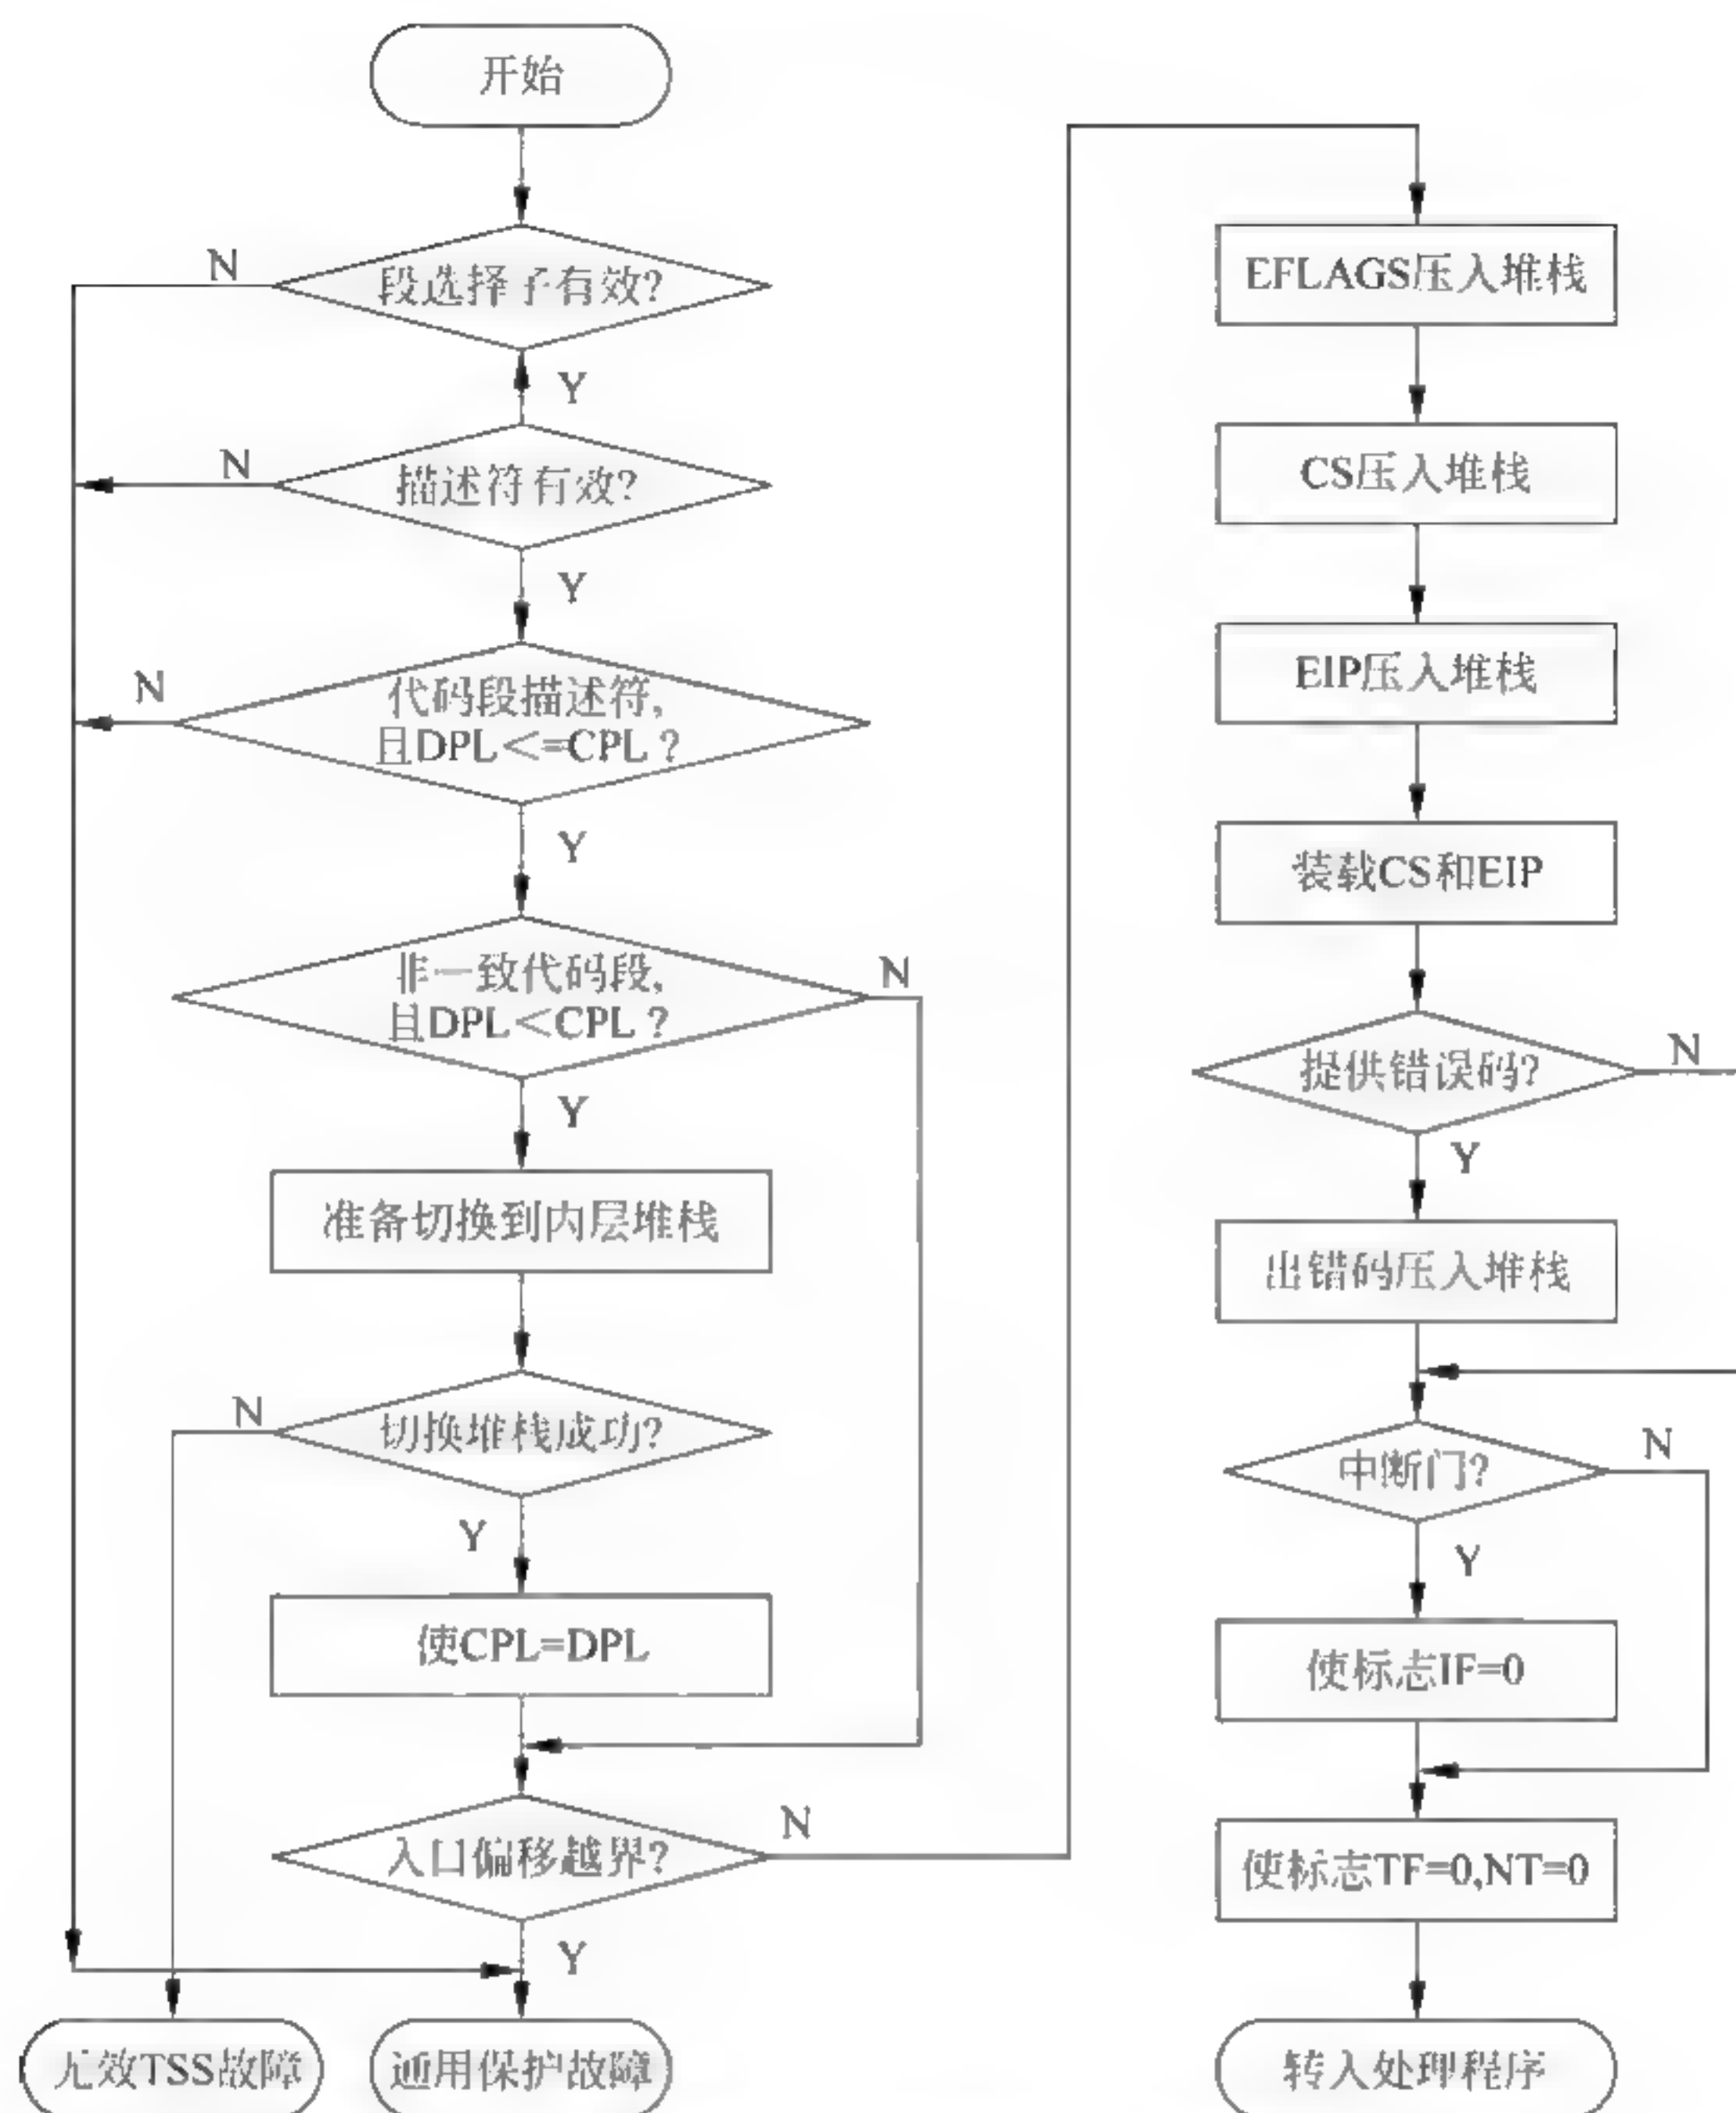 开始
N
段选择子有效?
Y
N
描述符有效?
Y
N
代码段描述符,
且DPL<=CPL?
Y
非一致代码段,
且DPL<CPL?
N
Y
准备切换到内层堆栈
N
切换堆栈成功?
Y
使CPL=DPL
入口偏移越界?
N
Y
无效TSS故障
通用保护故障
EFLAGS压入堆栈
CS压入堆栈
EIP压入堆栈
装载CS和EIP
提供错误码?
N
Y
出错码压入堆栈
中断门?
N
Y
使标志IF=0
使标志TF=0,NT=0
转入处理程序